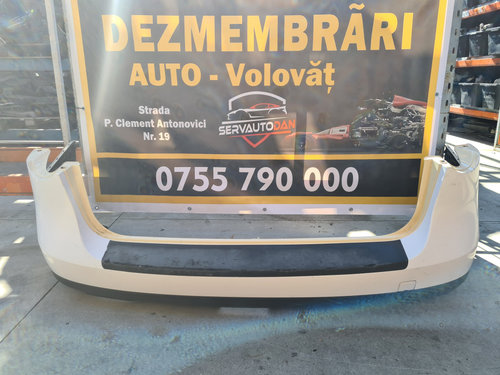 DEZMEMBRĂRI
AUTO - Volovăț
Strada
P. Clement Antonovici
Nr. 19
SERVAUTODAN
0755 790 000